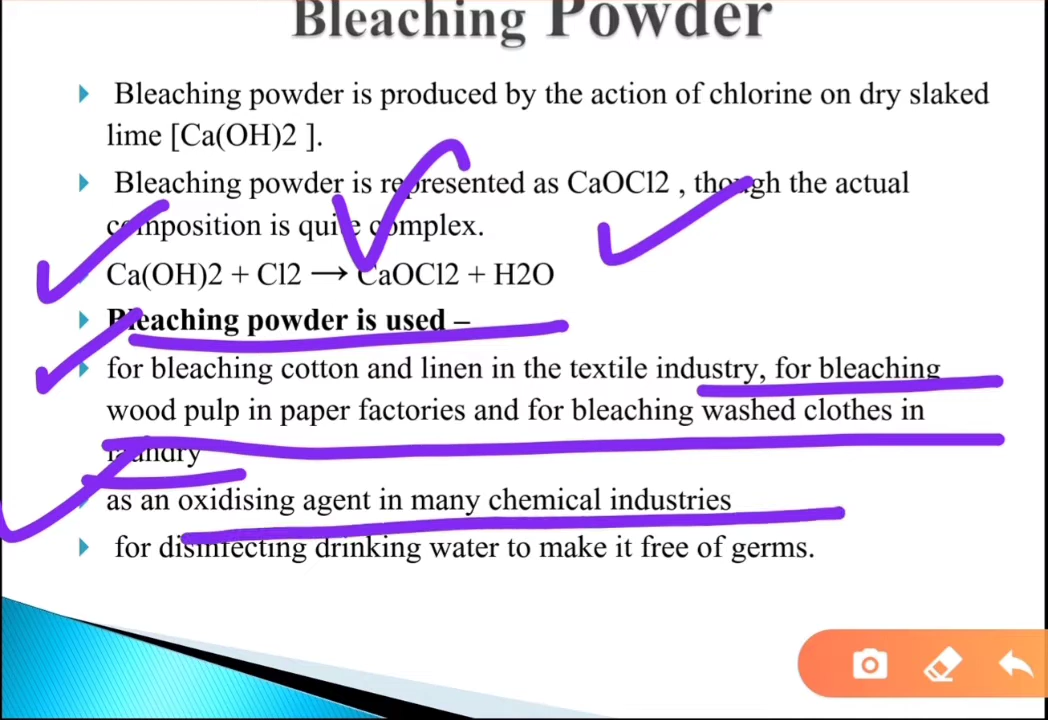 Bleaching Powder
Bleaching powder is produced by the action of chlorine on dry slaked
lime [Ca(OH)2 ].
Bleaching powder is represented as CaOCl2 , though the actual
composition is quite complex.
Ca(OH)2 + Cl2 ⟶ CaOCl2 + H2O
Bleaching powder is used –
for bleaching cotton and linen in the textile industry, for bleaching
wood pulp in paper factories and for bleaching washed clothes in
laundry
as an oxidising agent in many chemical industries
for disinfecting drinking water to make it free of germs.